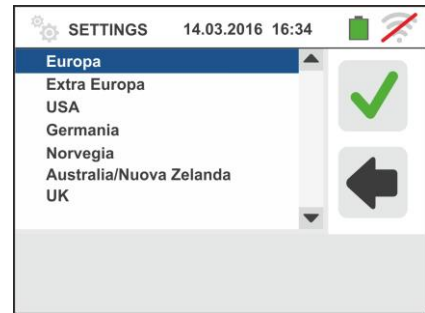 SETTINGS 14.03.2016 16:34
Europa
Extra Europa
USA
Germania
Norvegia
Australia/Nuova Zelanda
UK